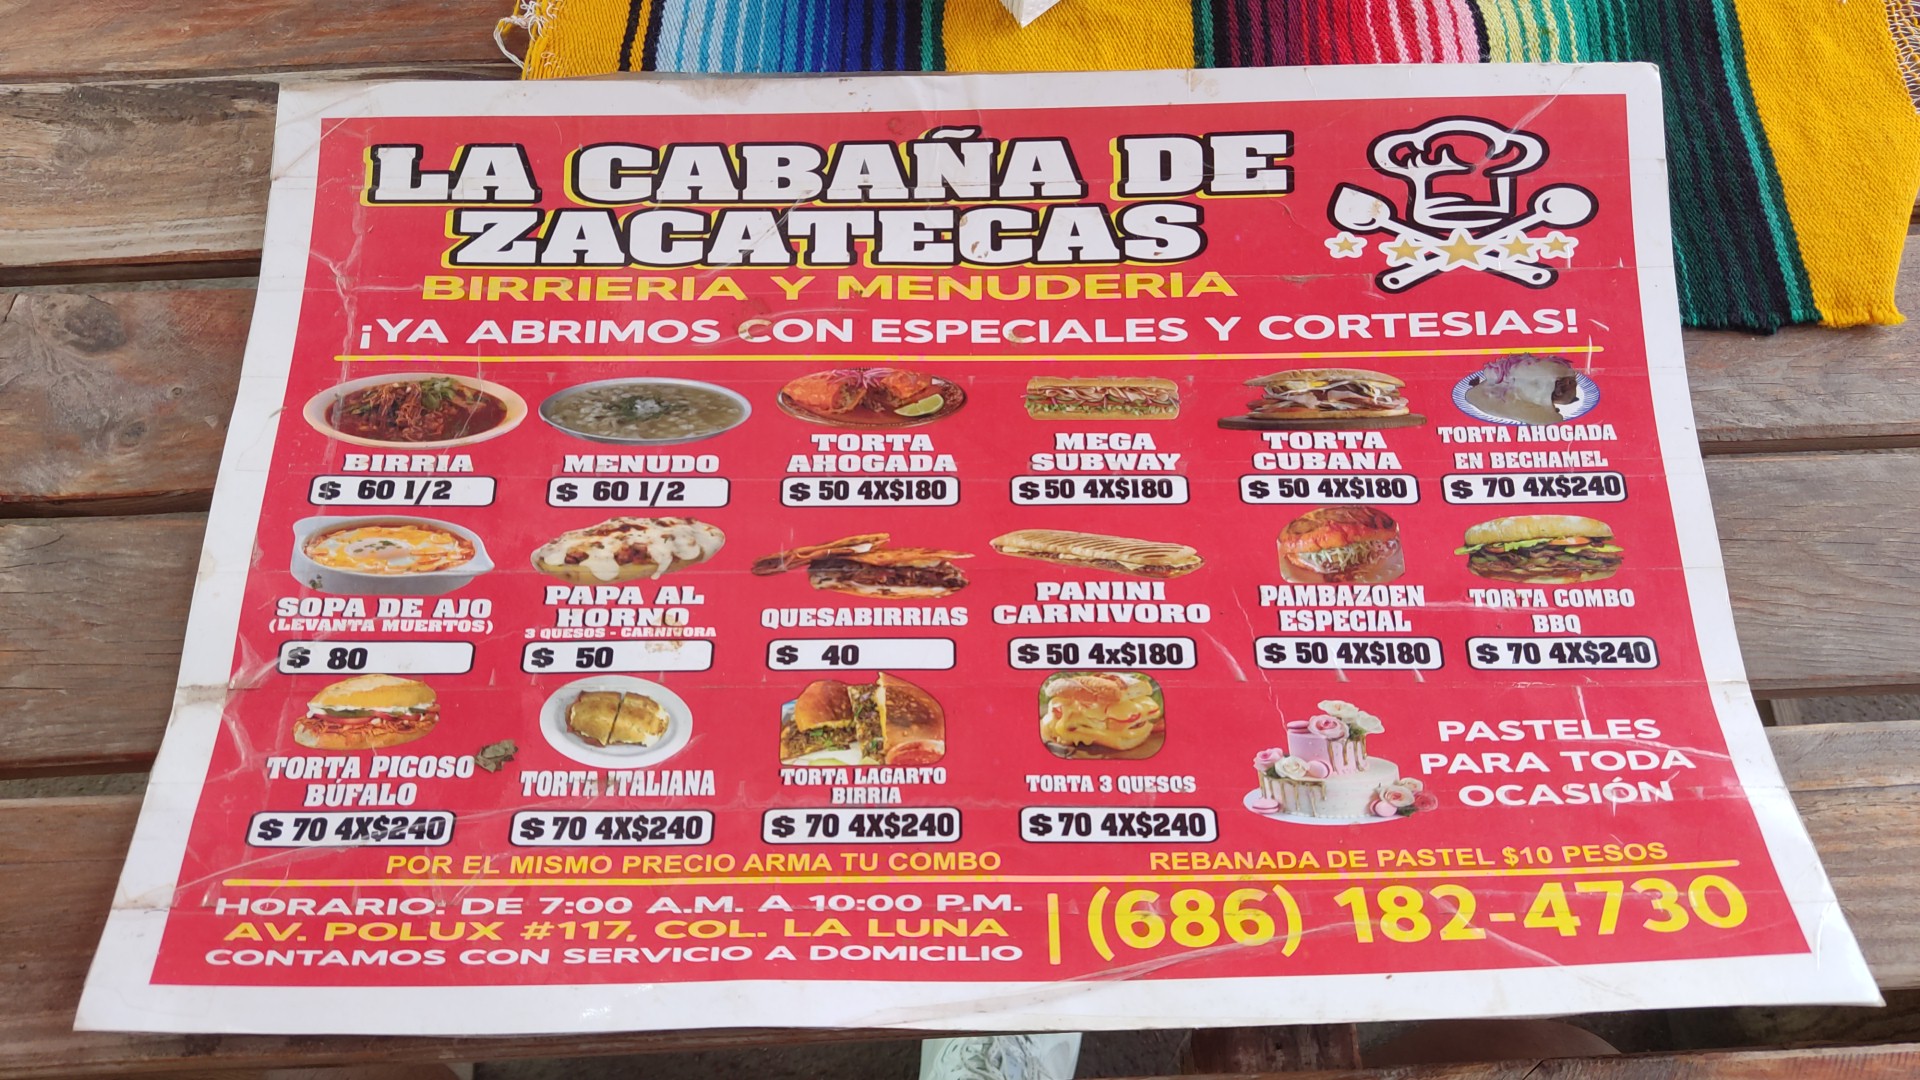 LA CABAÑA DE
ZACATECAS
BIRRIERIA Y MENUDERIA
¡YA ABRIMOS CON ESPECIALES Y CORTESIAS!
BIRRIA
$ 60 1/2
MENUDO
$ 60 1/2
TORTA
AHOGADA
$ 50 4X$180
MEGA
SUBWAY
$ 50 4X$180
TORTA
CUBANA
$ 50 4X$180
TORTA AHOGADA
EN BECHAMEL
$ 70 4X$240
SOPA DE AJO
(LEVANTA MUERTOS)
$ 80
PAPA AL
HORNO
3 QUESOS - CARNIVORA
$ 50
QUESABIRRIAS
$ 40
PANINI
CARNIVORO
$ 50 4x$180
PAMBAZOEN
ESPECIAL
$ 50 4X$180
TORTA COMBO
BBQ
$ 70 4X$240
TORTA PICOSO
BÚFALO
$ 70 4X$240
TORTA ITALIANA
$ 70 4X$240
TORTA LAGARTO
BIRRIA
$ 70 4X$240
TORTA 3 QUESOS
$ 70 4X$240
PASTELES
PARA TODA
OCASIÓN
POR EL MISMO PRECIO ARMA TU COMBO
REBANADA DE PASTEL $10 PESOS
HORARIO: DE 7:00 A.M. A 10:00 P.M.
AV. POLUX #117, COL. LA LUNA
CONTAMOS CON SERVICIO A DOMICILIO
(686) 182-4730